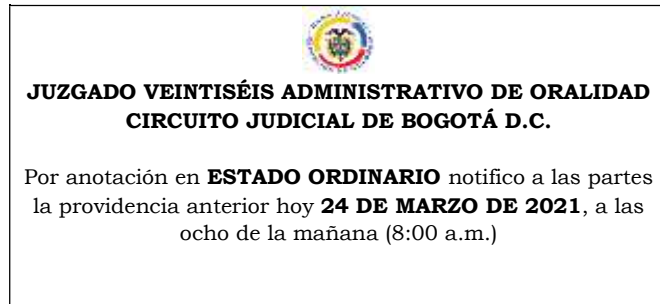 JUZGADO VEINTISÉIS ADMINISTRATIVO DE ORALIDAD
CIRCUITO JUDICIAL DE BOGOTÁ D.C.
Por anotación en ESTADO ORDINARIO notifico a las partes
la providencia anterior hoy 24 DE MARZO DE 2021, a las
ocho de la mañana (8:00 a.m.)